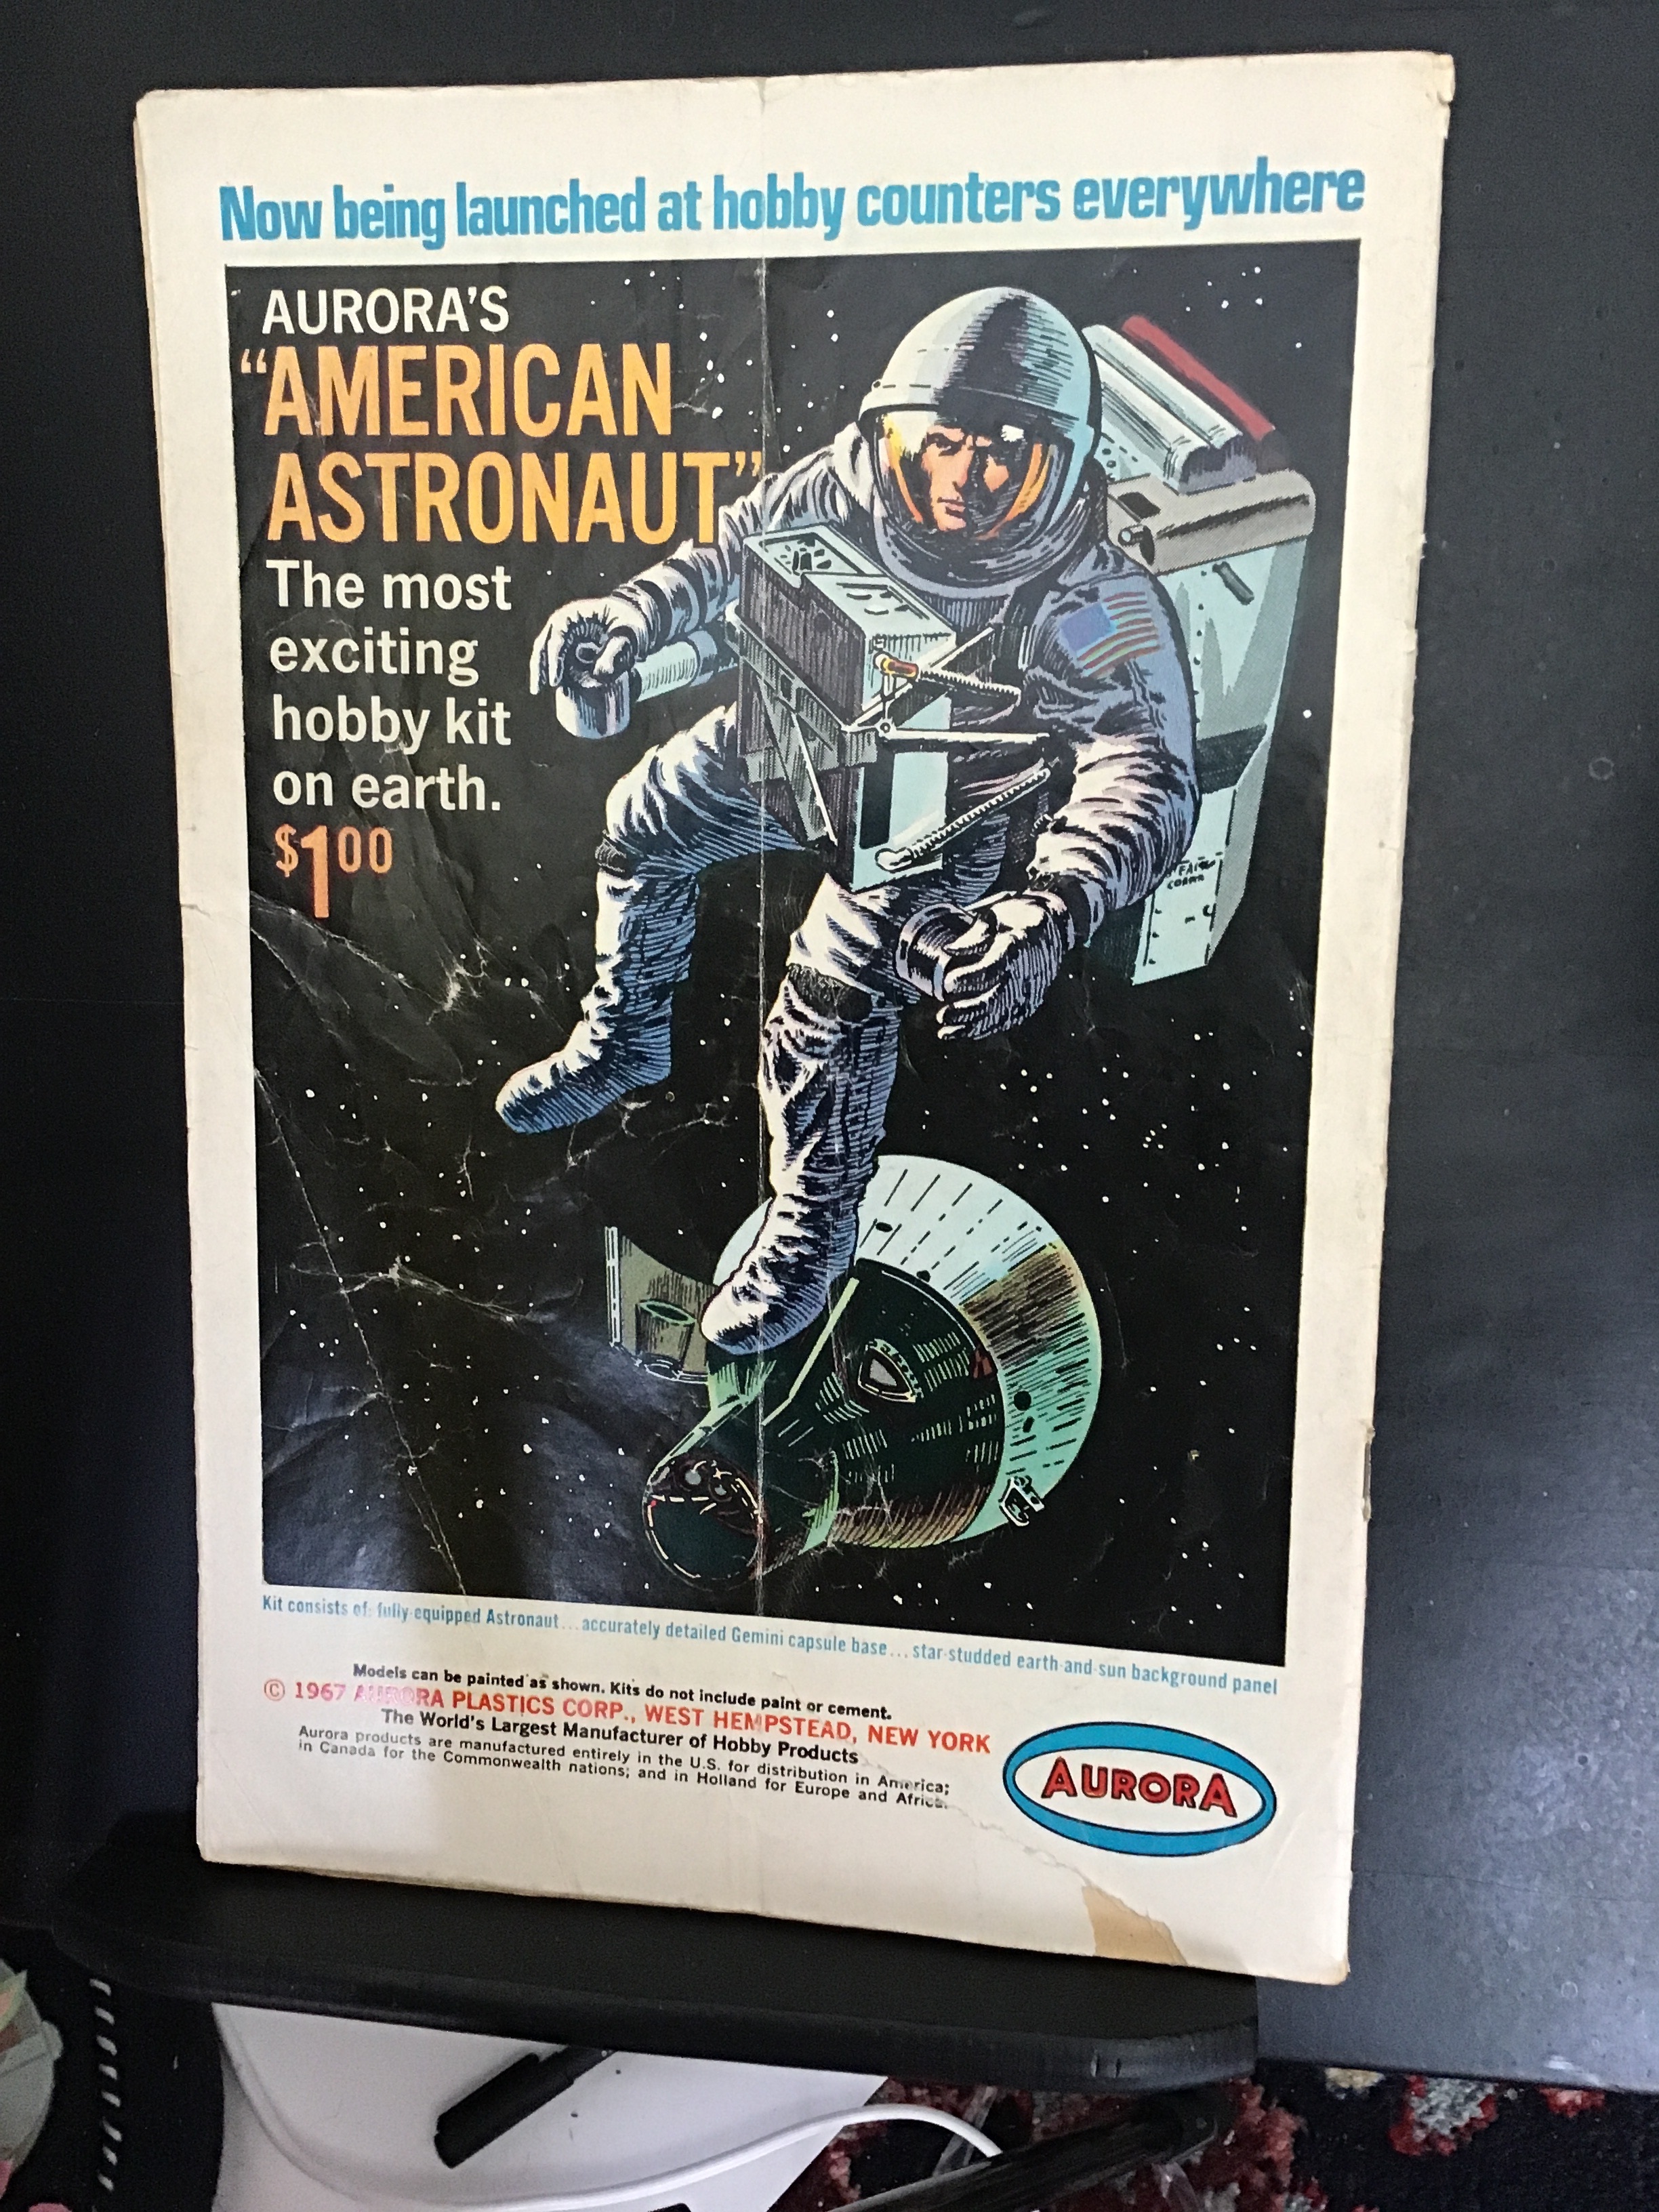 Now being launched at hobby counters everywhere
AURORA'S
"AMERICAN
ASTRONAUT"
The most
exciting
hobby kit
on earth.
$1.00
Kit consists of: fully equipped Astronaut... accurately detailed Gemini capsule base... star-studded earth-and-sun background panel
Models can be painted as shown. Kits do not include paint or cement.
© 1967 AURORA PLASTICS CORP., WEST HEMPSTEAD, NEW YORK
The World's Largest Manufacturer of Hobby Products
Aurora products are manufactured entirely in the U.S. for distribution in America;
in Canada for the Commonwealth nations; and in Holland for Europe and Africa.
AURORA